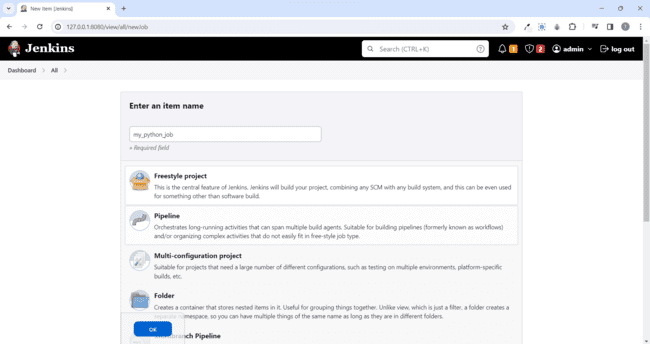 New Item [Jenkins]
127.0.0.1:8080/view/all/newJob
Jenkins
Search (CTRL+K)
1
2
admin
log out
Dashboard
All
Enter an item name
my_python_job
» Required field
Freestyle project
This is the central feature of Jenkins. Jenkins will build your project, combining any SCM with any build system, and this can be even used
for something other than software build.
Pipeline
Orchestrates long-running activities that can span multiple build agents. Suitable for building pipelines (formerly known as workflows)
and/or organizing complex activities that do not easily fit in free-style job type.
Multi-configuration project
Suitable for projects that need a large number of different configurations, such as testing on multiple environments, platform-specific
builds, etc.
Folder
Creates a container that stores nested items in it. Useful for grouping things together. Unlike view, which is just a filter, a folder creates a
namespace, so you can have multiple things of the same name as long as they are in different folders.
OK
Pipeline